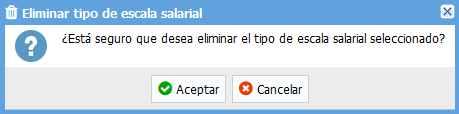 Eliminar tipo de escala salarial
¿Está seguro que desea eliminar el tipo de escala salarial seleccionado?
Aceptar Cancelar